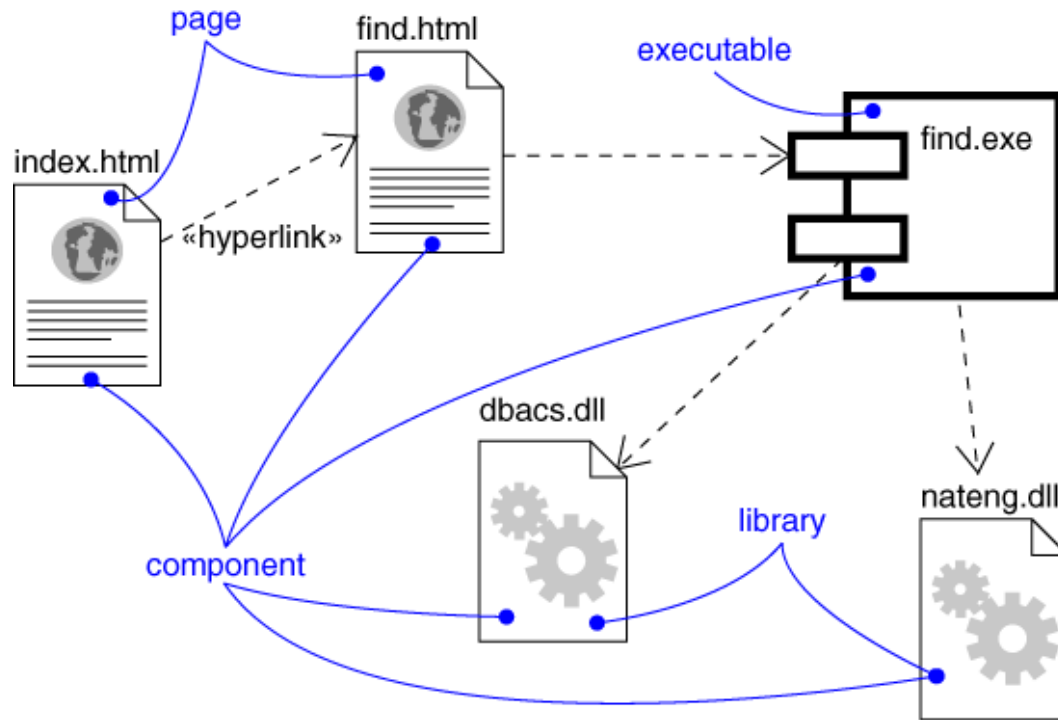 page
find.html
executable
find.exe
index.html
«hyperlink»
dbacs.dll
nateng.dll
library
component